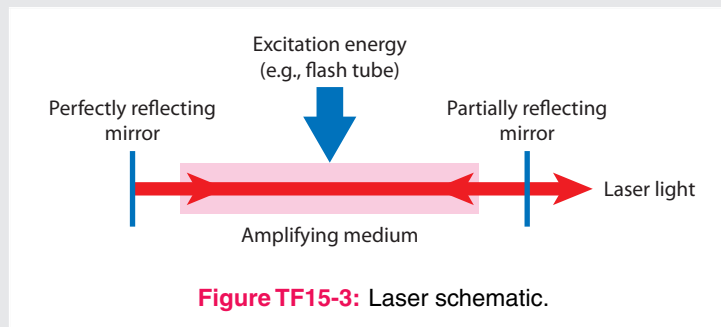 Excitation energy
(e.g., flash tube)
Perfectly reflecting
mirror
Partially reflecting
mirror
Laser light
Amplifying medium
Figure TF15-3: Laser schematic.